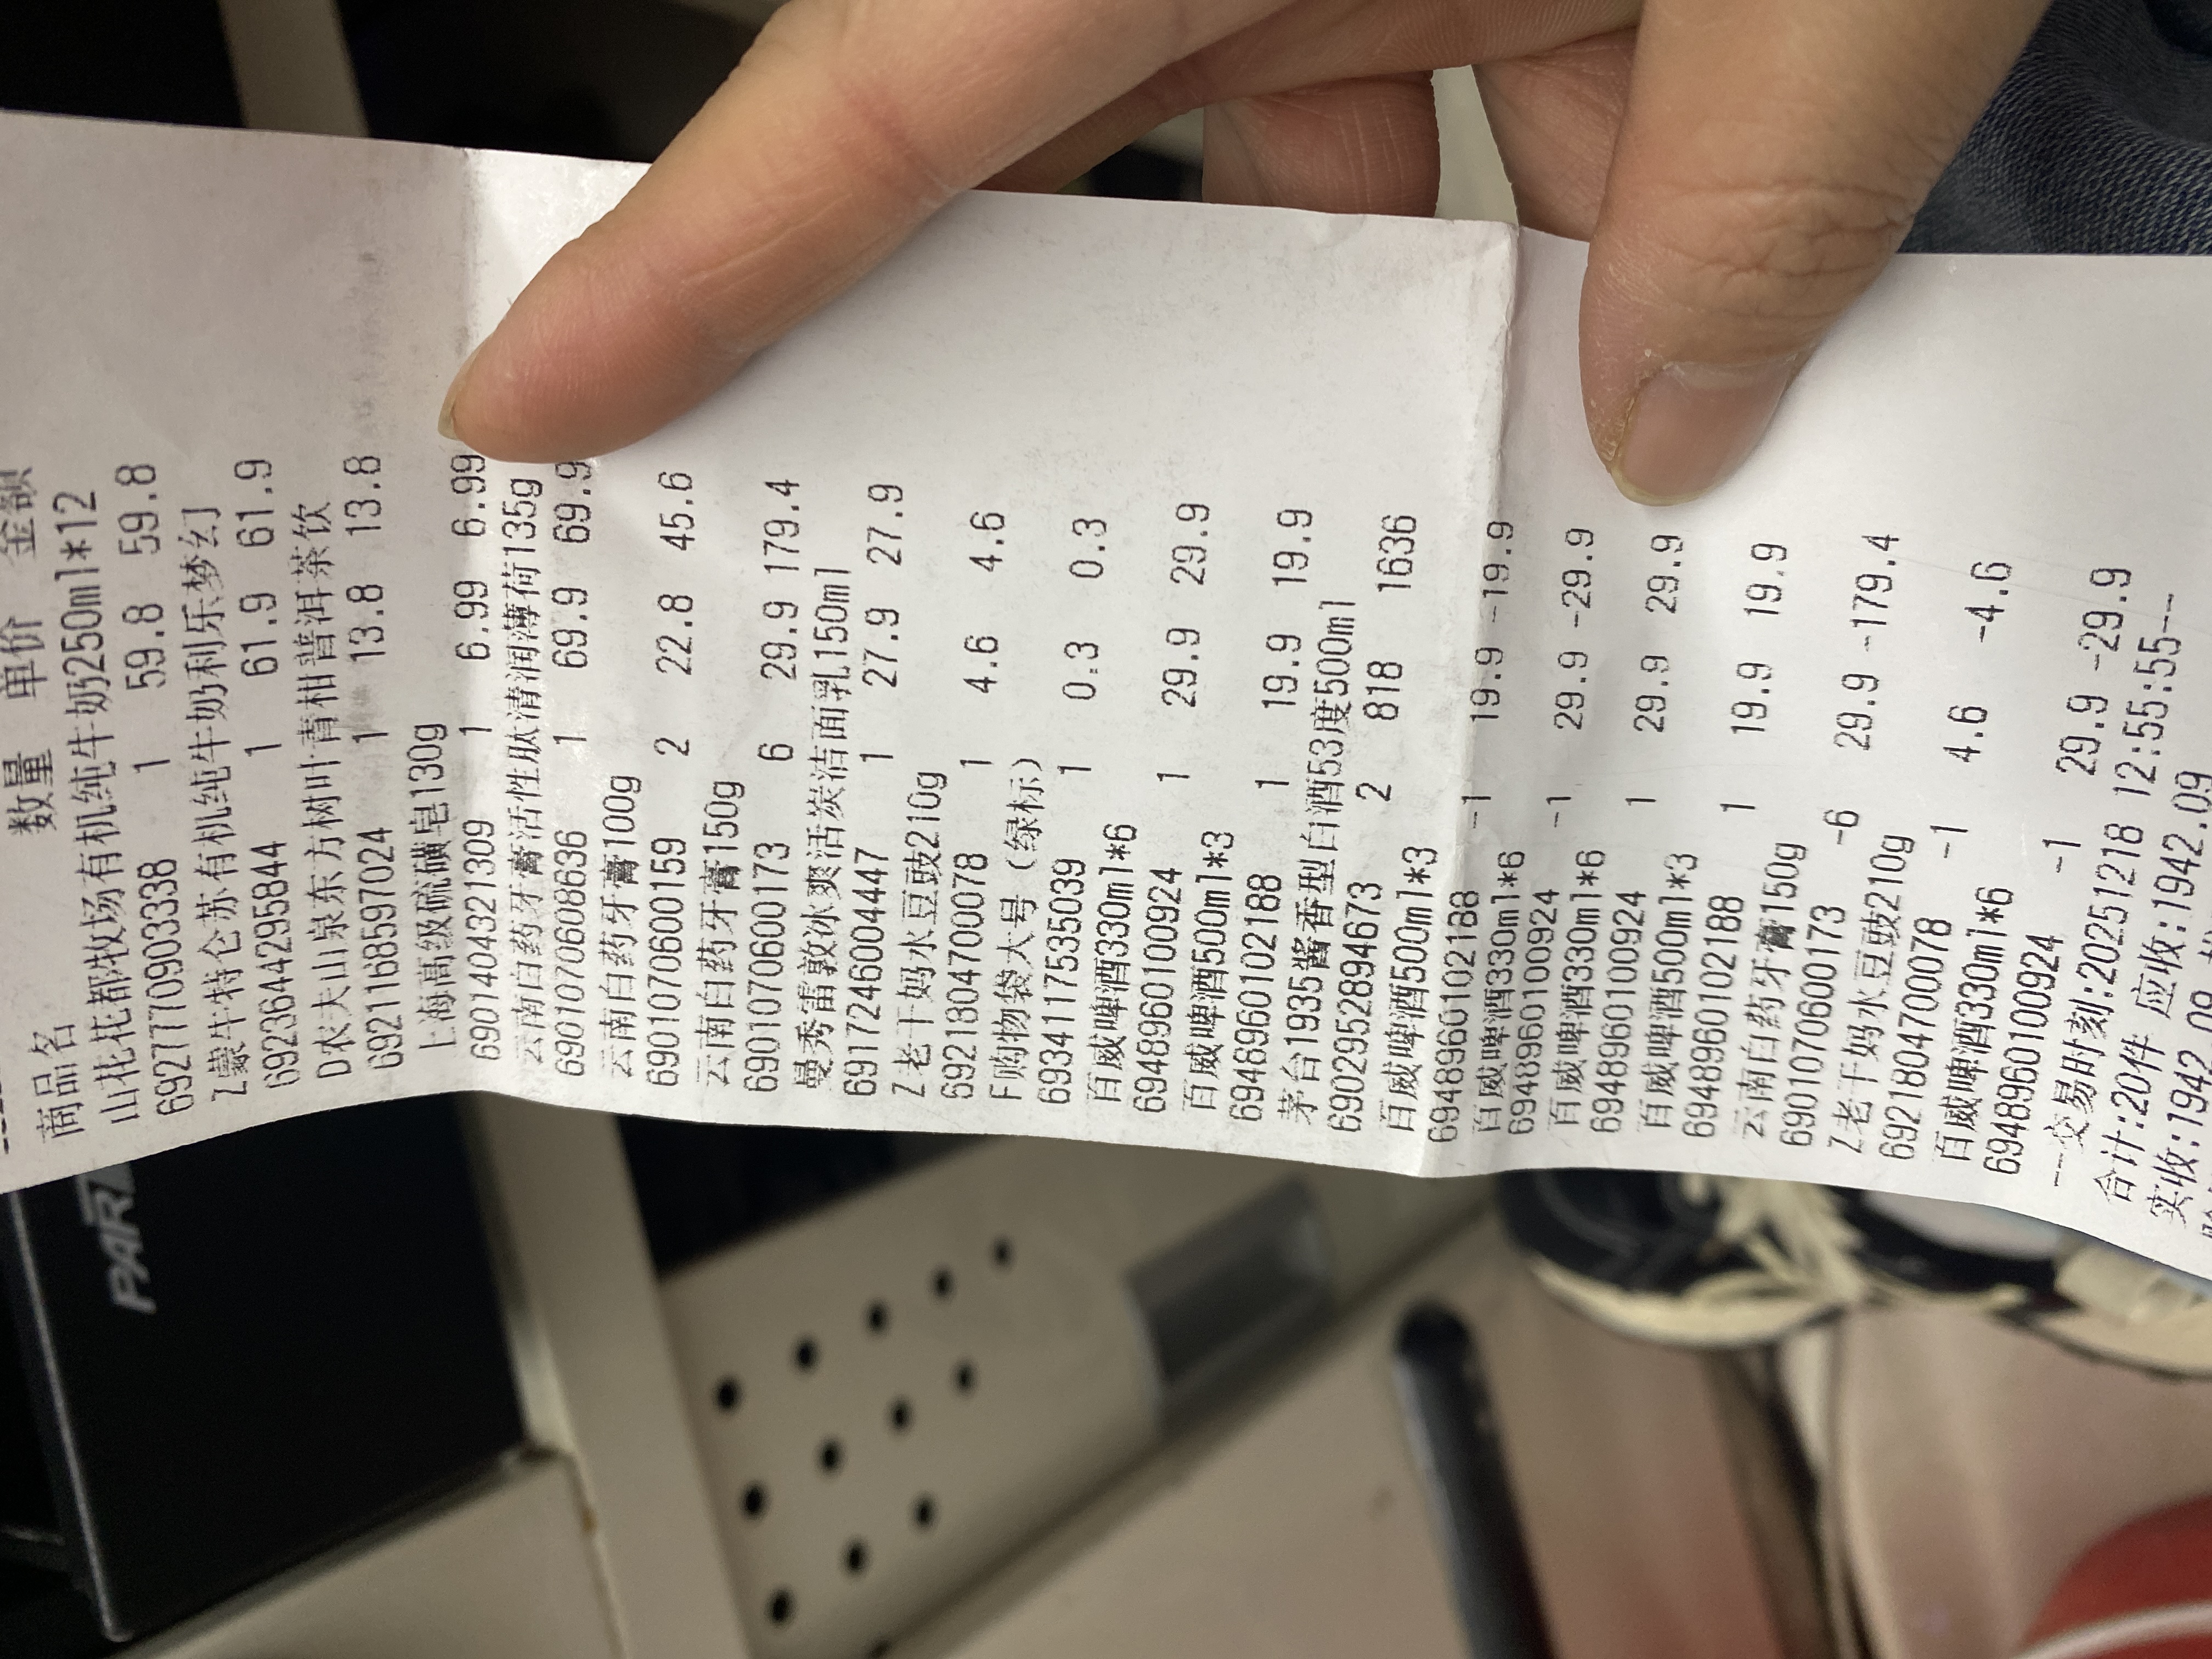 商品名 数量 单价 金额
山花花都牧场有机纯牛奶250ml*12
6927770903338 1 59.8 59.8
Z蒙牛特仑苏有机纯牛奶利乐梦幻
6923644295844 1 61.9 61.9
D农夫山泉东方树叶青柑普洱茶饮
6921168597024 1 13.8 13.8
上海高级硫磺皂130g
6901404321309 1 6.99 6.99
云南白药牙膏活性肽清润薄荷135g
6901070608636 1 69.9 69.9
云南白药牙膏100g
6901070600159 2 22.8 45.6
云南白药牙膏150g
6901070600173 6 29.9 179.4
曼秀雷敦冰爽活炭洁面乳150ml
6917246004447 1 27.9 27.9
Z老干妈水豆豉210g
6921804700078 1 4.6 4.6
F购物袋大号（绿标）
6934117535039 1 0.3 0.3
百威啤酒330ml*6
6948960100924 1 29.9 29.9
百威啤酒500ml*3
6948960102188 1 19.9 19.9
茅台1935酱香型白酒53度500ml
6902952894673 2 818 1636
百威啤酒500ml*3
6948960102188 -1 19.9 -19.9
百威啤酒330ml*6
6948960100924 -1 29.9 -29.9
百威啤酒330ml*6
6948960100924 1 29.9 29.9
百威啤酒500ml*3
6948960102188 1 19.9 19.9
云南白药牙膏150g
6901070600173 -6 29.9 -179.4
Z老干妈水豆豉210g
6921804700078 -1 4.6 -4.6
百威啤酒330ml*6
6948960100924 -1 29.9 -29.9
---交易时刻:20251218 12:55:55---
合计:20件 应收:1942.09
实收:1942.09